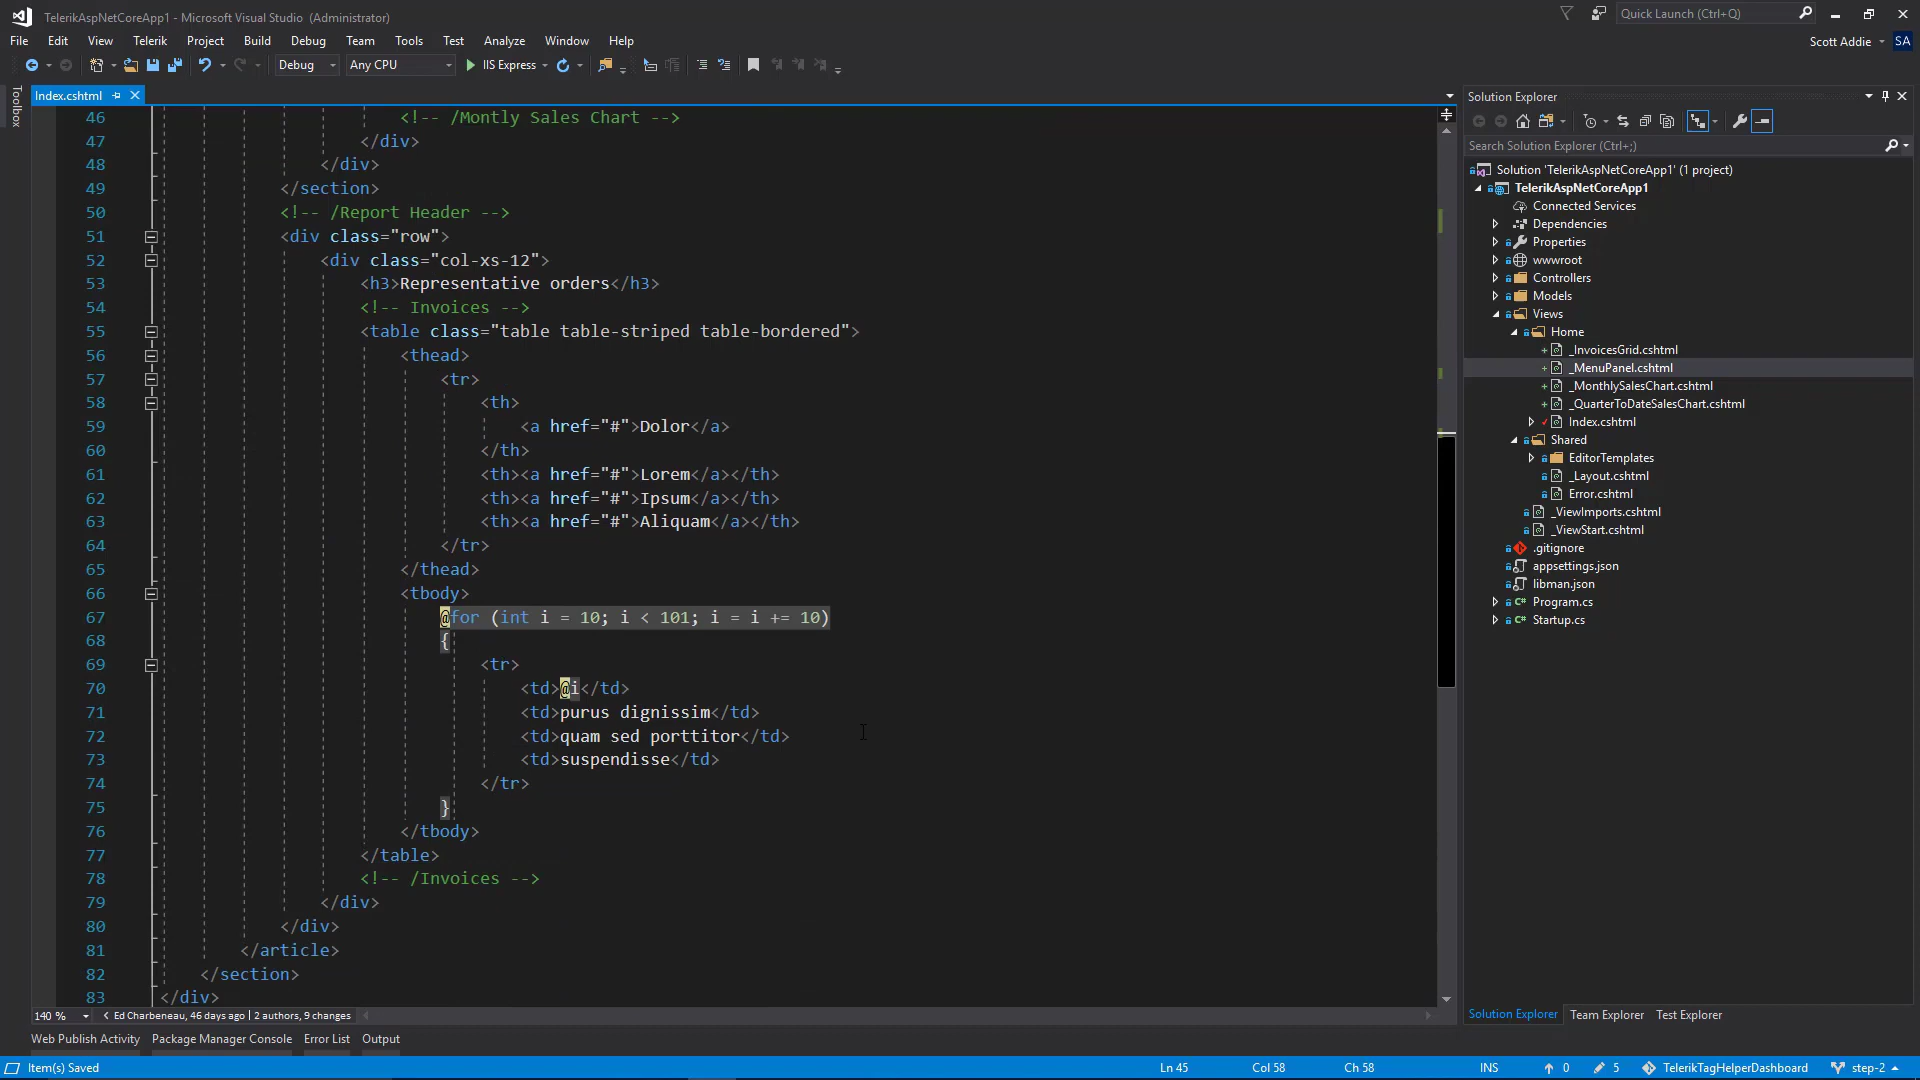 TelerikAspNetCoreApp1 - Microsoft Visual Studio (Administrator)
Quick Launch (Ctrl+Q)
File Edit View Telerik Project Build Debug Team Tools Test Analyze Window Help
Scott Addie SA
Debug Any CPU IIS Express
Toolbox
Index.cshtml
46 <!-- /Montly Sales Chart -->
47 </div>
48 </div>
49 </section>
50 <!-- /Report Header -->
51 <div class="row">
52 <div class="col-xs-12">
53 <h3>Representative orders</h3>
54 <!-- Invoices -->
55 <table class="table table-striped table-bordered">
56 <thead>
57 <tr>
58 <th>
59 <a href="#">Dolor</a>
60 </th>
61 <th><a href="#">Lorem</a></th>
62 <th><a href="#">Ipsum</a></th>
63 <th><a href="#">Aliquam</a></th>
64 </tr>
65 </thead>
66 <tbody>
67 @for (int i = 10; i < 101; i = i += 10)
68 {
69 <tr>
70 <td>@i</td>
71 <td>purus dignissim</td>
72 <td>quam sed porttitor</td>
73 <td>suspendisse</td>
74 </tr>
75 }
76 </tbody>
77 </table>
78 <!-- /Invoices -->
79 </div>
80 </div>
81 </article>
82 </section>
83 </div>
140 % Ed Charbeneau, 46 days ago | 2 authors, 9 changes
Solution Explorer
Search Solution Explorer (Ctrl+;)
Solution 'TelerikAspNetCoreApp1' (1 project)
TelerikAspNetCoreApp1
Connected Services
Dependencies
Properties
wwwroot
Controllers
Models
Views
Home
_InvoicesGrid.cshtml
_MenuPanel.cshtml
_MonthlySalesChart.cshtml
_QuarterToDateSalesChart.cshtml
Index.cshtml
Shared
EditorTemplates
_Layout.cshtml
Error.cshtml
_ViewImports.cshtml
_ViewStart.cshtml
.gitignore
appsettings.json
libman.json
C# Program.cs
C# Startup.cs
Solution Explorer Team Explorer Test Explorer
Web Publish Activity Package Manager Console Error List Output
Item(s) Saved Ln 45 Col 58 Ch 58 INS 0 5 TelerikTagHelperDashboard step-2